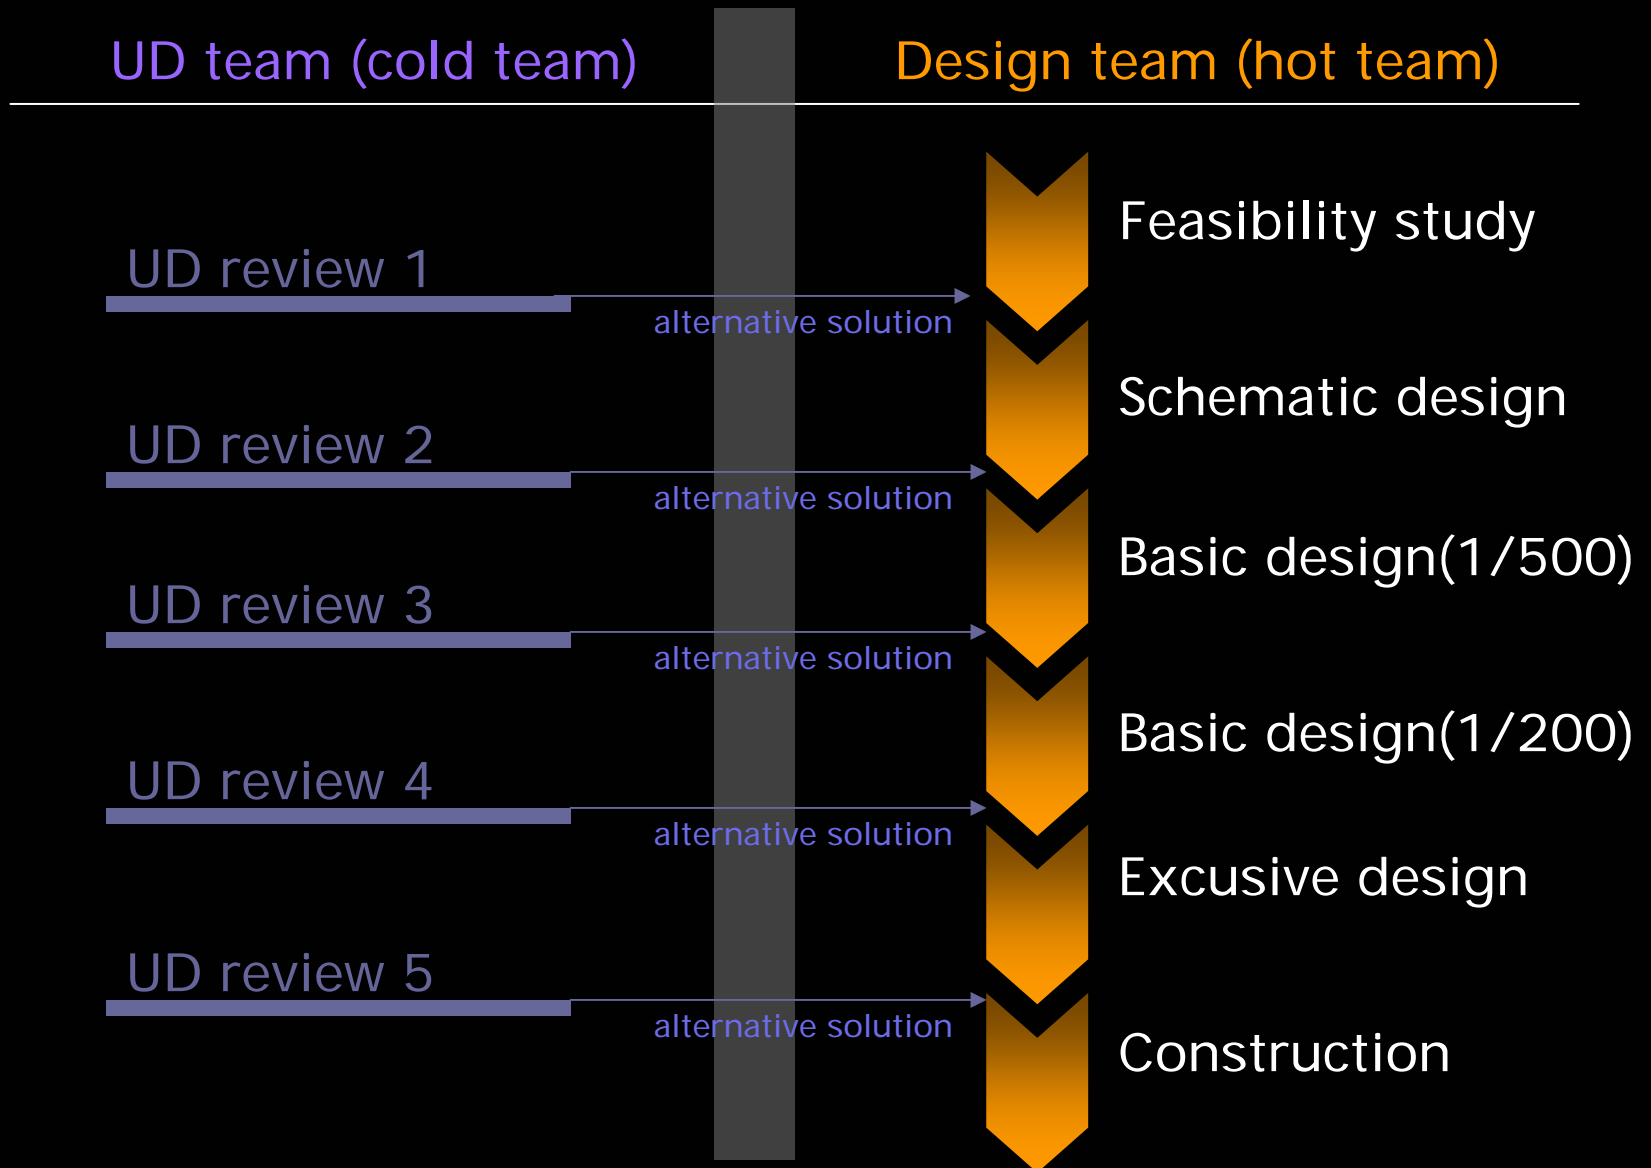 UD team (cold team)
Design team (hot team)
Feasibility study
UD review 1
alternative solution
Schematic design
UD review 2
alternative solution
Basic design(1/500)
UD review 3
alternative solution
Basic design(1/200)
UD review 4
alternative solution
Excusive design
UD review 5
alternative solution
Construction